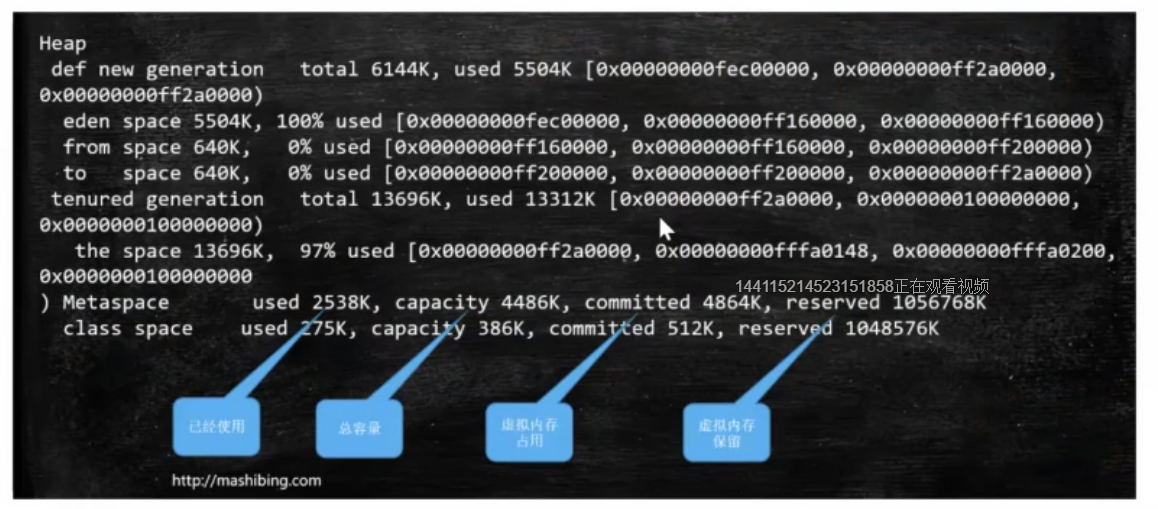 Heap
def new generation   total 6144K, used 5504K [0x00000000fec00000, 0x00000000ff2a0000,
0x00000000ff2a0000)
eden space 5504K, 100% used [0x00000000fec00000, 0x00000000ff160000, 0x00000000ff160000)
from space 640K,   0% used [0x00000000ff160000, 0x00000000ff160000, 0x00000000ff200000)
to   space 640K,   0% used [0x00000000ff200000, 0x00000000ff200000, 0x00000000ff2a0000)
tenured generation   total 13696K, used 13312K [0x00000000ff2a0000, 0x0000000100000000,
0x0000000100000000)
the space 13696K,  97% used [0x00000000ff2a0000, 0x00000000fffa0148, 0x00000000fffa0200,
0x0000000100000000
144115214523151858正在观看视频
) Metaspace       used 2538K, capacity 4486K, committed 4864K, reserved 1056768K
class space    used 275K, capacity 386K, committed 512K, reserved 1048576K
已经使用
总容量
虚拟内存
占用
虚拟内存
保留
http://mashibing.com